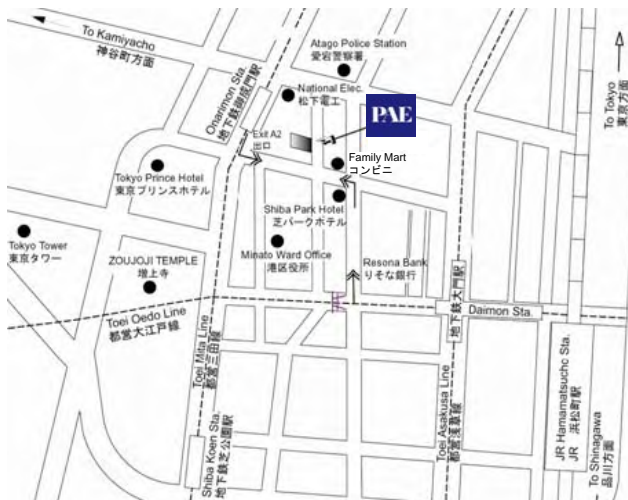 To Kamiyacho
神谷町方面
Atago Police Station
愛宕警察署
To Tokyo
東京方面
Onarimon Sta.
地下鉄御成門駅
National Elec.
松下電工
PAE
Exit A2
出口
Family Mart
コンビニ
Tokyo Prince Hotel
東京プリンスホテル
Shiba Park Hotel
芝パークホテル
Tokyo Tower
東京タワー
ZOUJOJI TEMPLE
増上寺
Minato Ward Office
港区役所
Resona Bank
りそな銀行
Toei Oedo Line
都営大江戸線
地下鉄大門駅
Daimon Sta.
Toei Mita Line
都営三田線
Toei Asakusa Line
都営浅草線
JR Hamamatsucho Sta.
JR 浜松町駅
Shiba Koen Sta.
地下鉄芝公園駅
To Shinagawa
品川方面